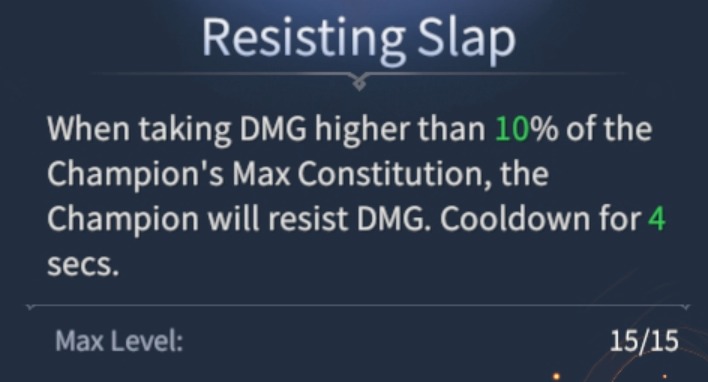 Resisting Slap
When taking DMG higher than 10% of the
Champion's Max Constitution, the
Champion will resist DMG. Cooldown for 4
secs.
Max Level: 15/15